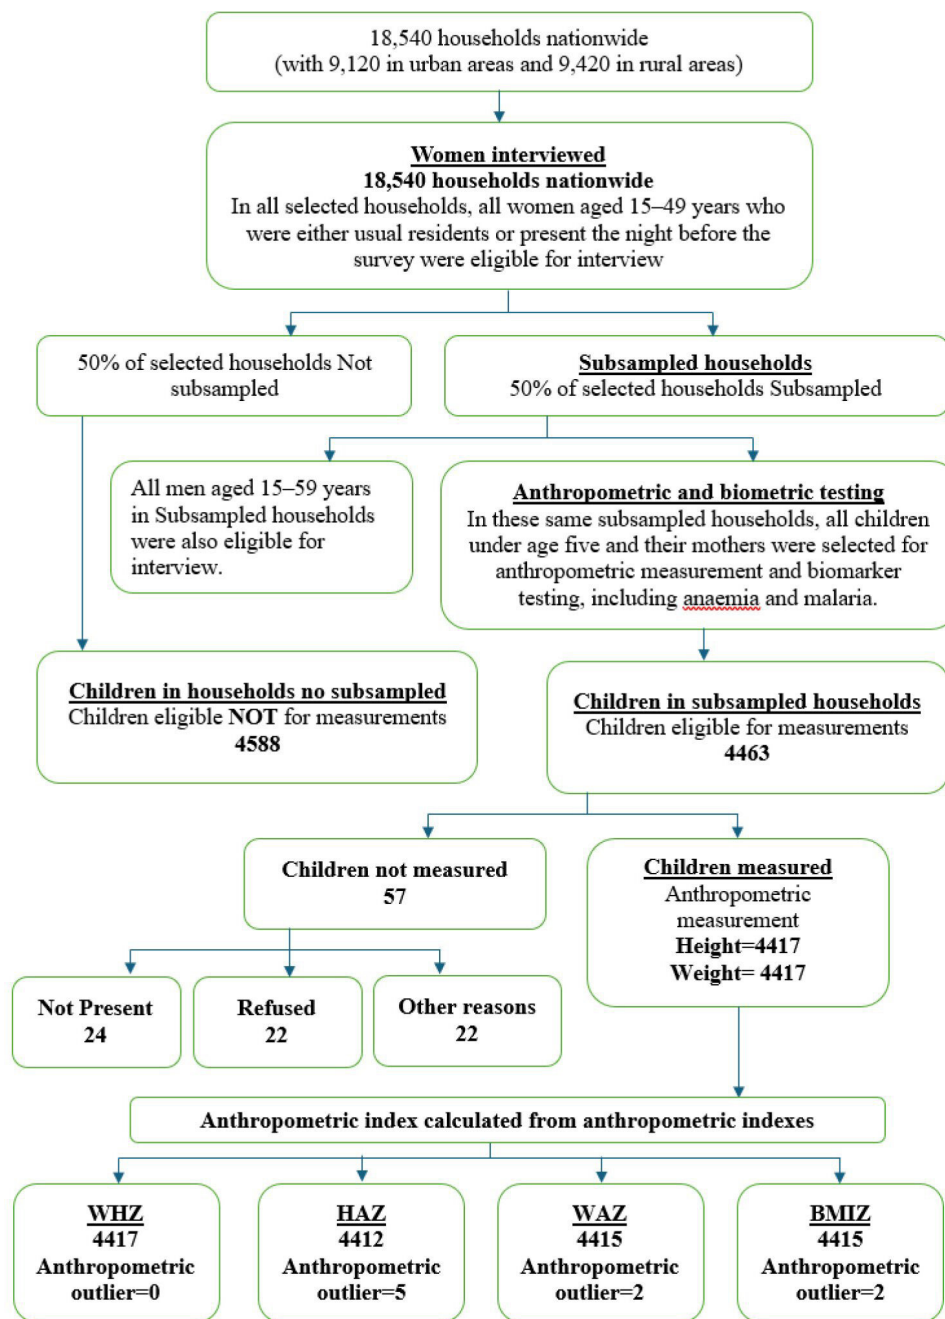 18,540 households nationwide
(with 9,120 in urban areas and 9,420 in rural areas)
Women interviewed
18,540 households nationwide
In all selected households, all women aged 15–49 years who
were either usual residents or present the night before the
survey were eligible for interview
50% of selected households Not
subsampled
Subsampled households
50% of selected households Subsampled
All men aged 15–59 years
in Subsampled households
were also eligible for
interview.
Anthropometric and biometric testing
In these same subsampled households, all children
under age five and their mothers were selected for
anthropometric measurement and biomarker
testing, including anaemia and malaria.
Children in households no subsampled
Children eligible NOT for measurements
4588
Children in subsampled households
Children eligible for measurements
4463
Children not measured
57
Children measured
Anthropometric
measurement
Height=4417
Weight= 4417
Not Present
24
Refused
22
Other reasons
22
Anthropometric index calculated from anthropometric indexes
WHZ
4417
Anthropometric
outlier=0
HAZ
4412
Anthropometric
outlier=5
WAZ
4415
Anthropometric
outlier=2
BMIZ
4415
Anthropometric
outlier=2